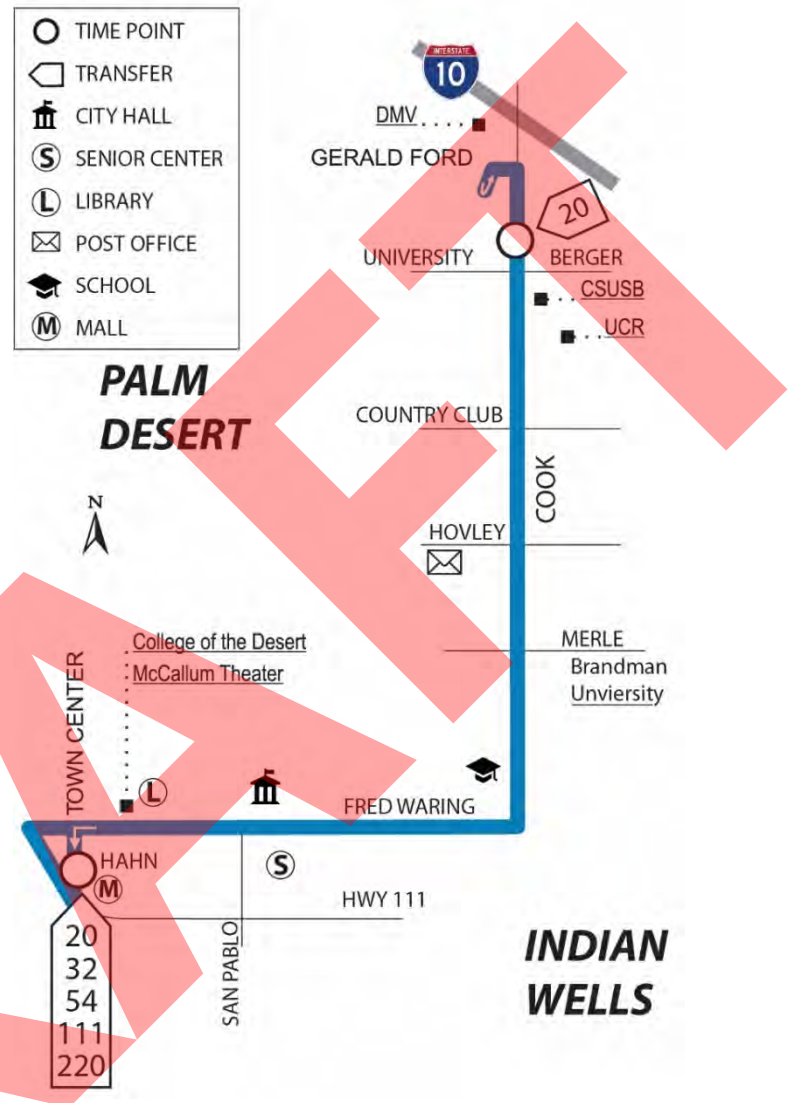 TIME POINT
TRANSFER
CITY HALL
S SENIOR CENTER
L LIBRARY
POST OFFICE
SCHOOL
M MALL
INTERSTATE
10
DMV
GERALD FORD
20
UNIVERSITY
BERGER
CSUSB
UCR
PALM
DESERT
COUNTRY CLUB
COOK
N
HOVLEY
MERLE
Brandman
Unviersity
College of the Desert
McCallum Theater
TOWN CENTER
L
FRED WARING
HAHN
M
S
HWY 111
SAN PABLO
20
32
54
111
220
INDIAN
WELLS
DRAFT